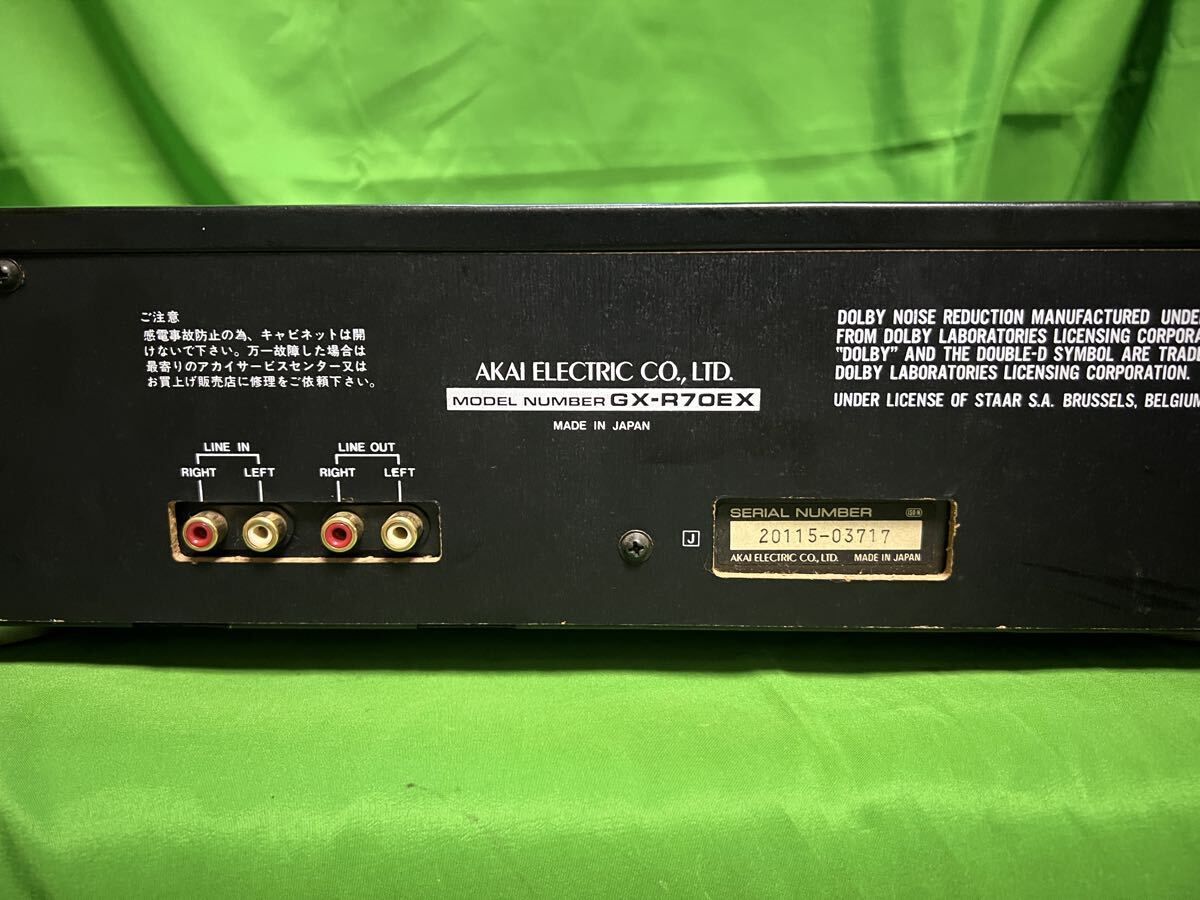 ご注意
感電事故防止の為、キャビネットは開
けないで下さい。万一故障した場合は
最寄りのアカイサービスセンター又は
お買上げ販売店に修理をご依頼下さい。
AKAI ELECTRIC CO., LTD.
MODEL NUMBER GX-R70EX
MADE IN JAPAN
DOLBY NOISE REDUCTION MANUFACTURED UNDE
FROM DOLBY LABORATORIES LICENSING CORPORA
"DOLBY" AND THE DOUBLE-D SYMBOL ARE TRAD
DOLBY LABORATORIES LICENSING CORPORATION.
UNDER LICENSE OF STAAR S.A. BRUSSELS, BELGIUM
LINE IN LINE OUT
RIGHT LEFT RIGHT LEFT
J
SERIAL NUMBER
20115-03717
AKAI ELECTRIC CO., LTD. MADE IN JAPAN